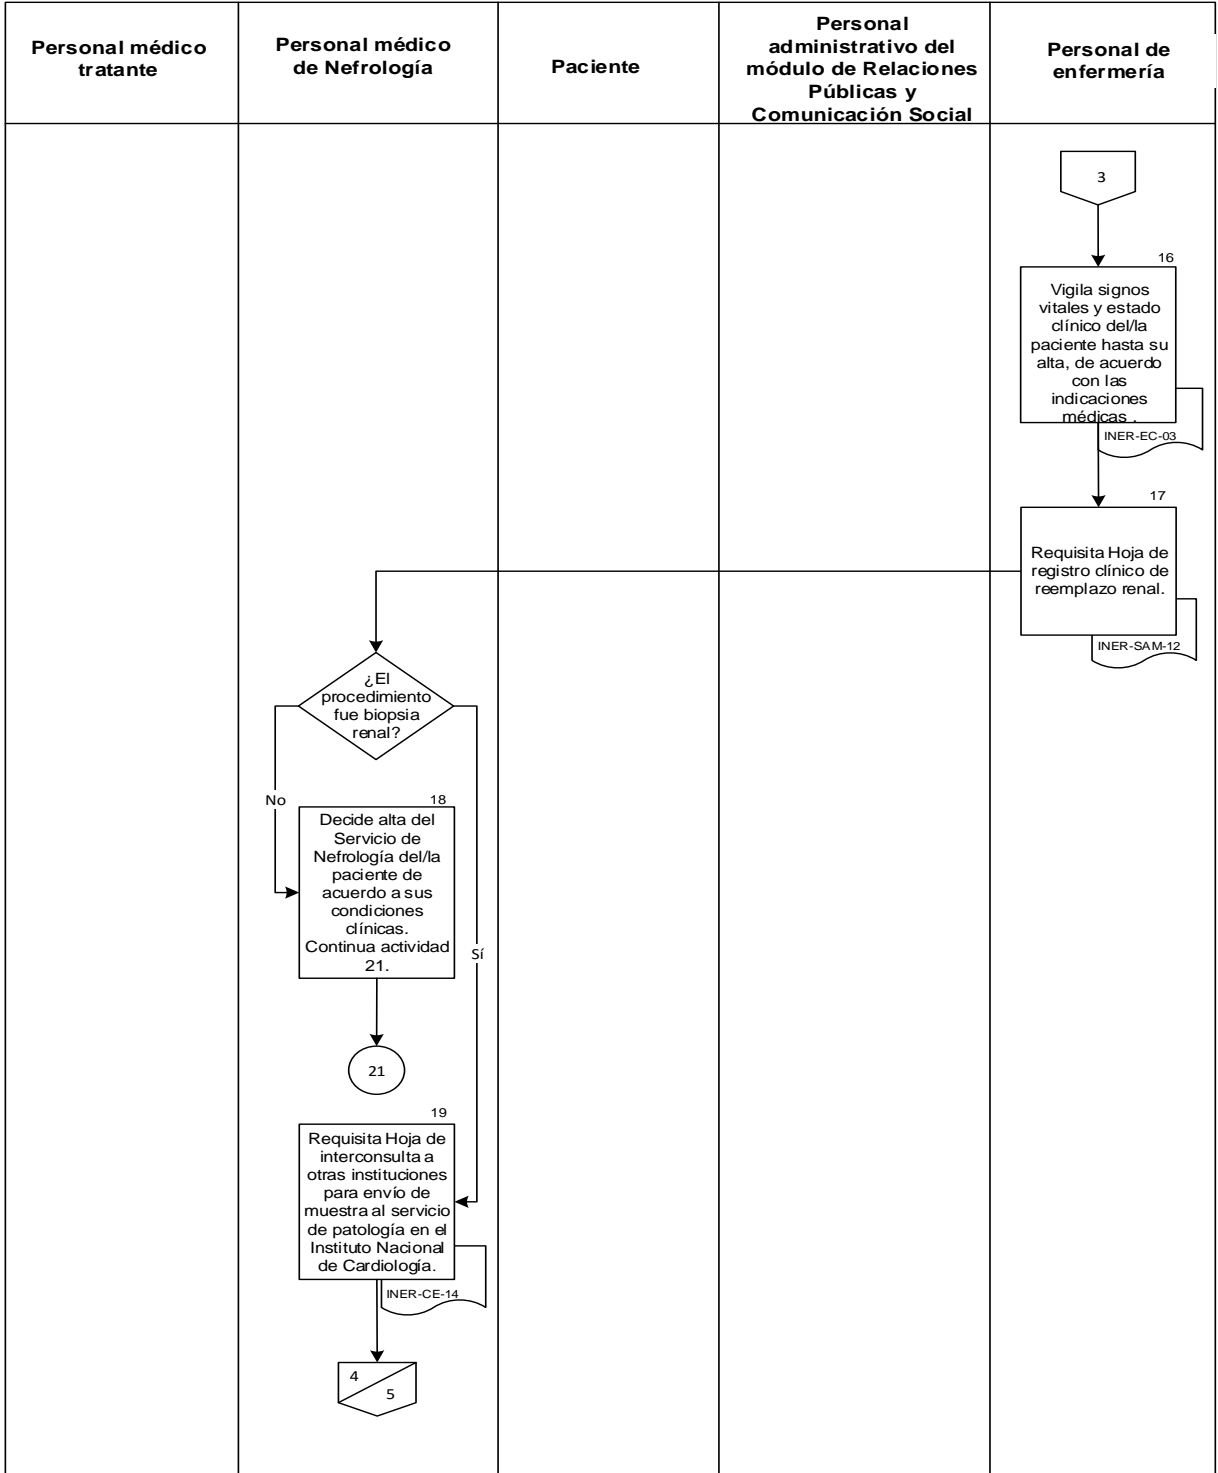 Personal médico
tratante
Personal médico
de Nefrología
Paciente
Personal
administrativo del
módulo de Relaciones
Públicas y
Comunicación Social
Personal de
enfermería
3
16
Vigila signos
vitales y estado
clínico del/la
paciente hasta su
alta, de acuerdo
con las
indicaciones
médicas .
INER-EC-03
17
Requisita Hoja de
registro clínico de
reemplazo renal.
INER-SAM-12
¿El
procedimiento
fue biopsia
renal?
No
Sí
18
Decide alta del
Servicio de
Nefrología del/la
paciente de
acuerdo a sus
condiciones
clínicas.
Continua actividad
21.
21
19
Requisita Hoja de
interconsulta a
otras instituciones
para envío de
muestra al servicio
de patología en el
Instituto Nacional
de Cardiología.
INER-CE-14
4
5